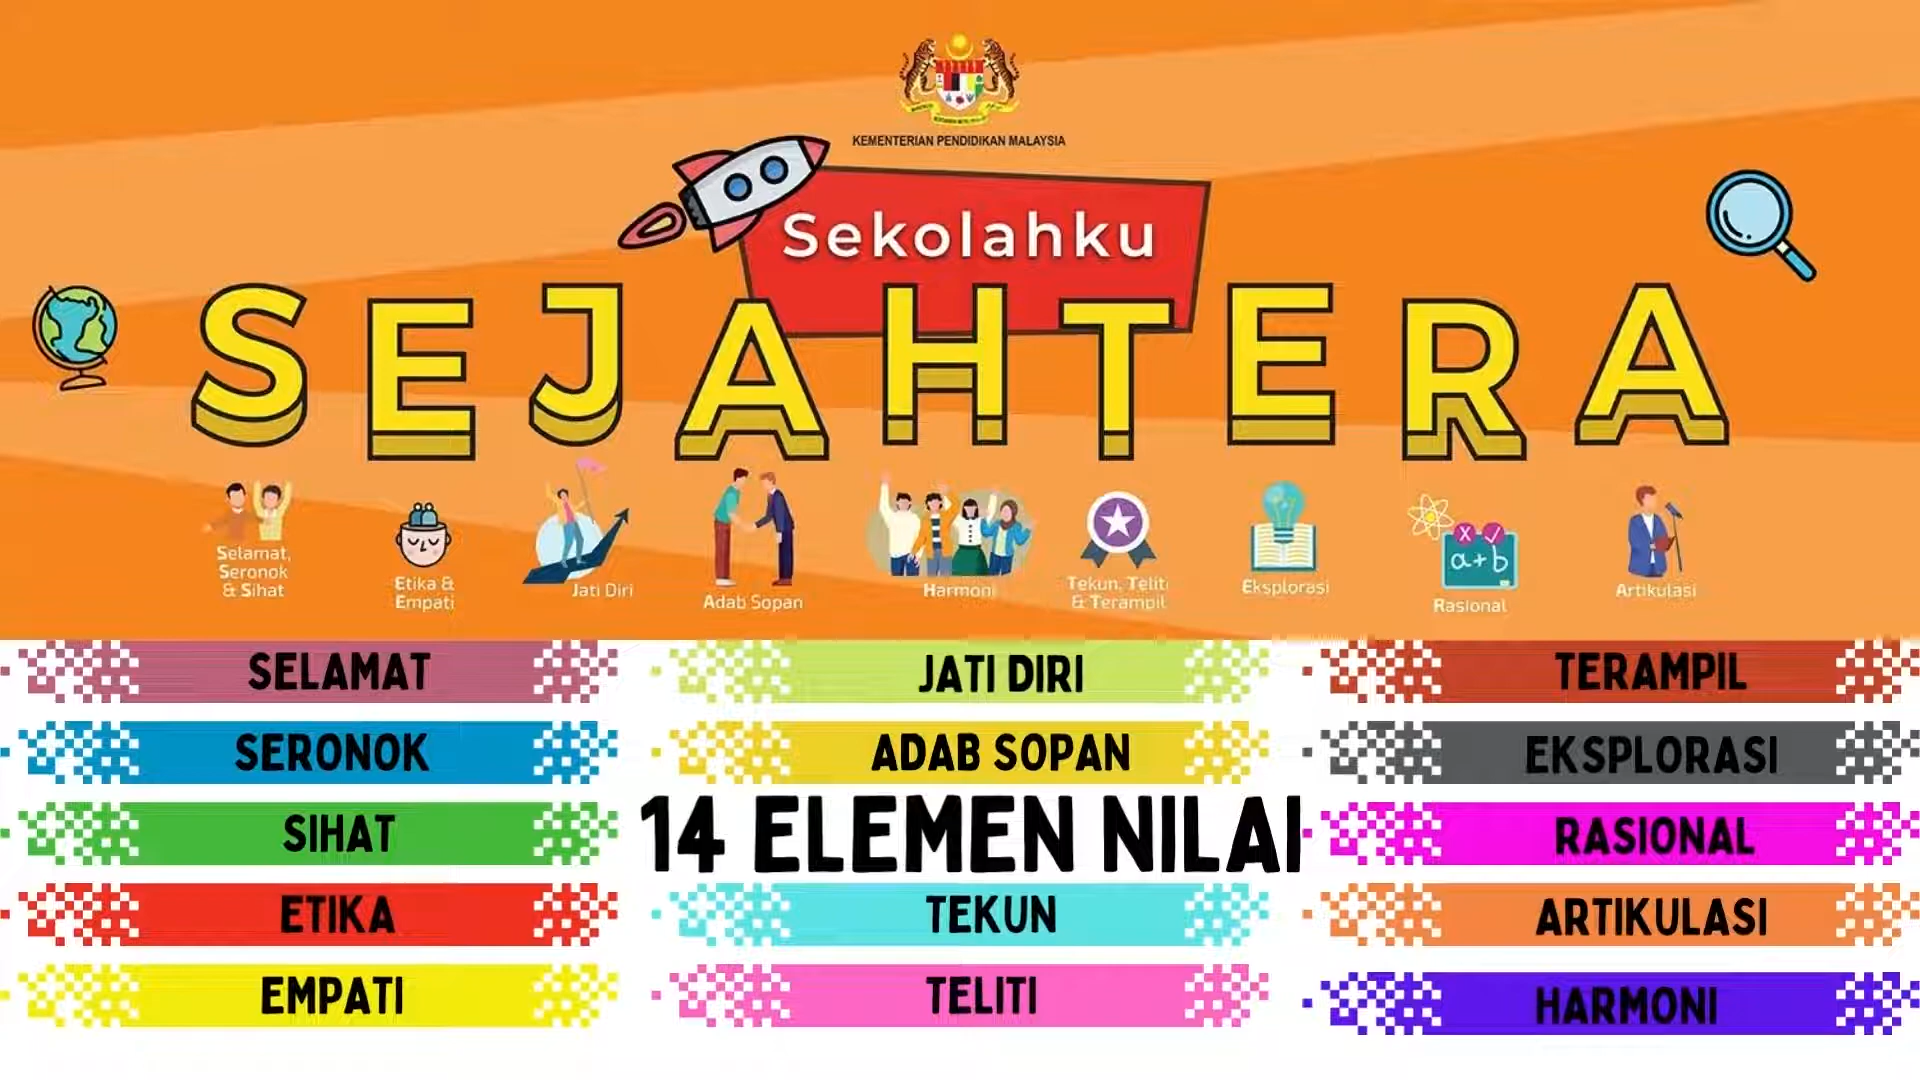 KEMENTERIAN PENDIDIKAN MALAYSIA
Sekolahku
SEJAHTERA
Selamat,
Seronok
& Sihat
Etika &
Empati
Jati Diri
Adab Sopan
Harmoni
Tekun, Teliti
& Terampil
Eksplorasi
x
a+b
Rasional
Artikulasi
SELAMAT
SERONOK
SIHAT
ETIKA
EMPATI
JATI DIRI
ADAB SOPAN
14 ELEMEN NILAI
TEKUN
TELITI
TERAMPIL
EKSPLORASI
RASIONAL
ARTIKULASI
HARMONI